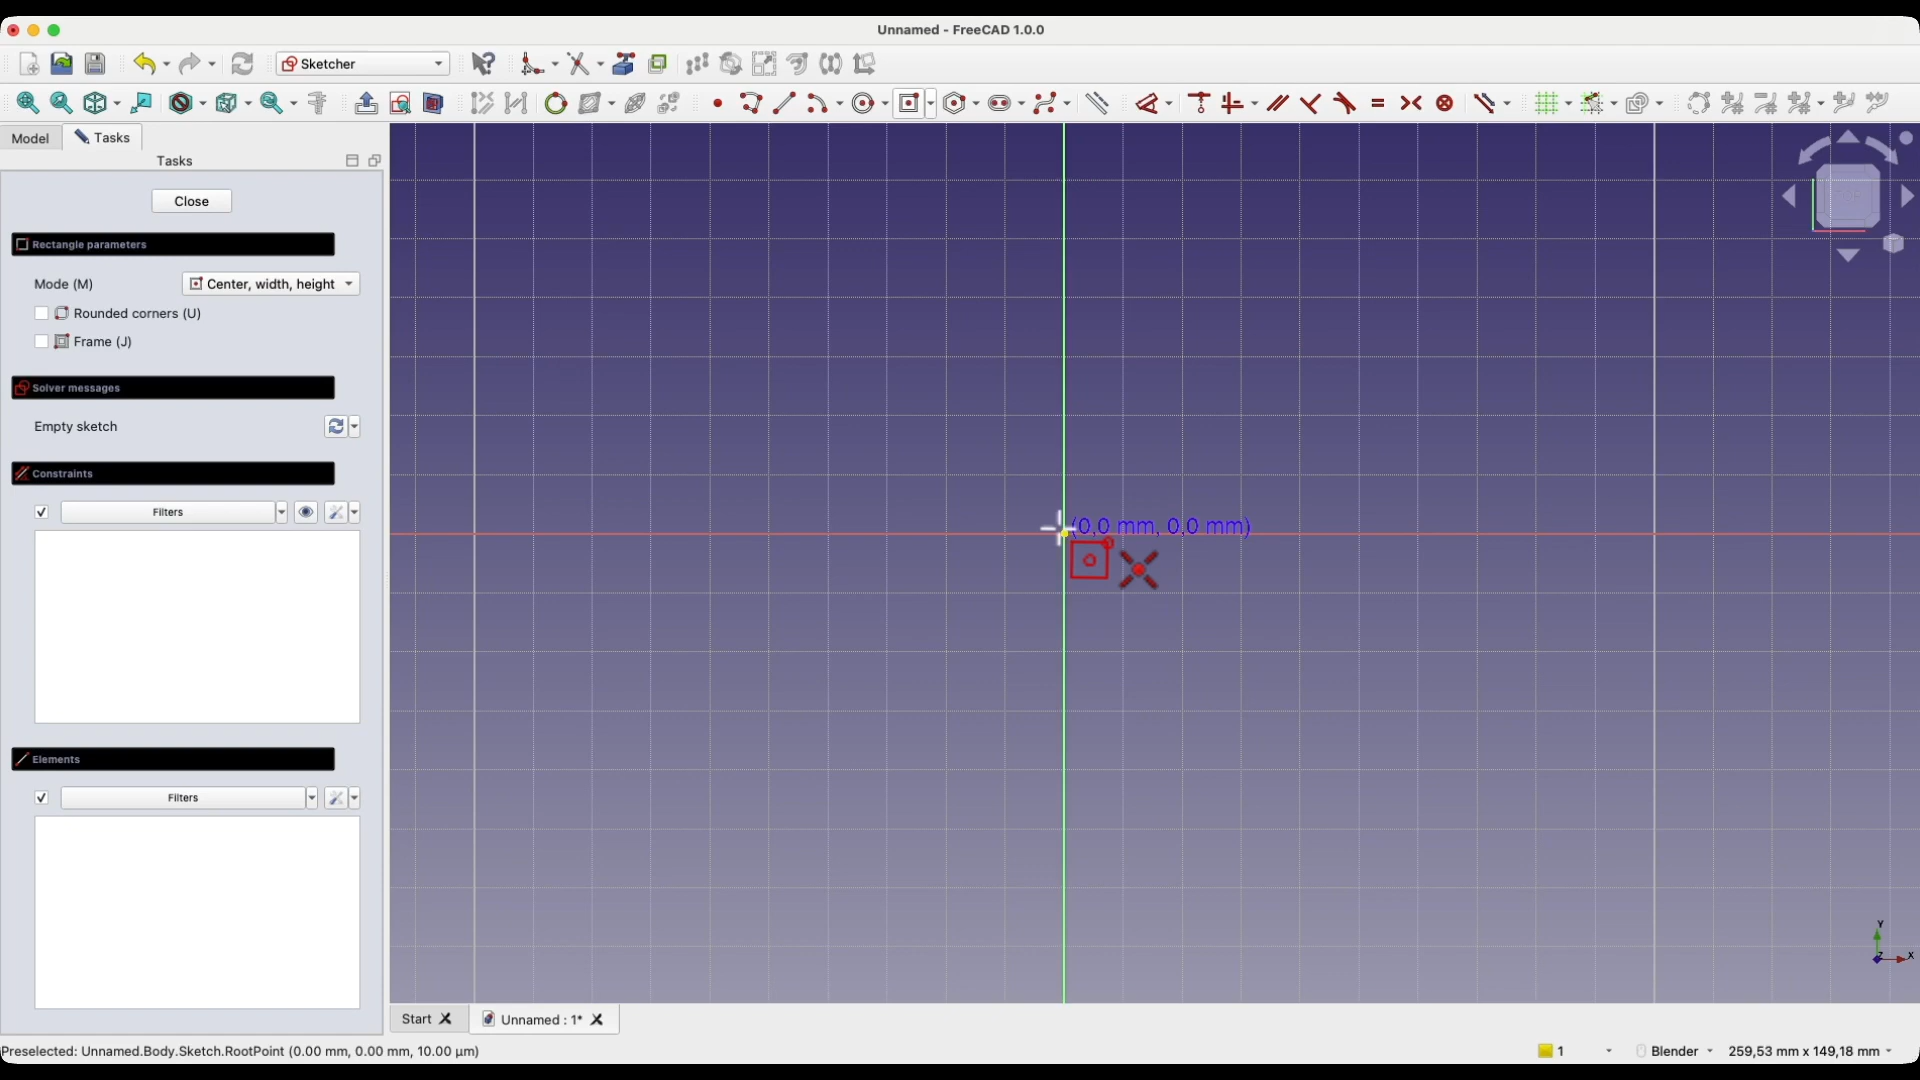 Unnamed - FreeCAD 1.0.0
Sketcher
Model
Tasks
Tasks
Close
Rectangle parameters
Mode (M)
Center, width, height
Rounded corners (U)
Frame (J)
Solver messages
Empty sketch
Constraints
Filters
Elements
Filters
(0,0 mm, 0,0 mm)
Y
Z
X
Start
Unnamed : 1*
Preselected: Unnamed.Body.Sketch.RootPoint (0.00 mm, 0.00 mm, 10.00 µm)
1
Blender
259,53 mm x 149,18 mm